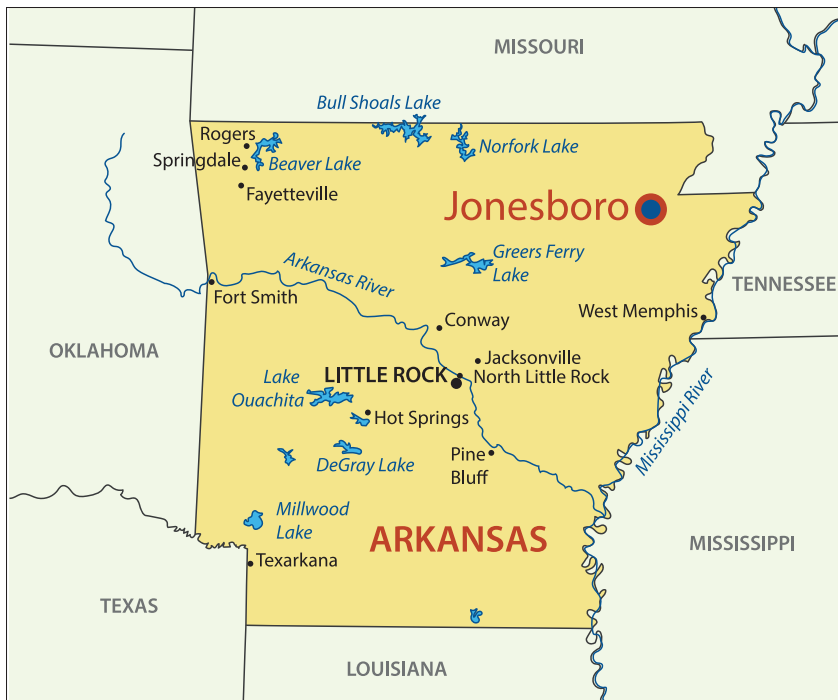 MISSOURI
Bull Shoals Lake
Rogers
Norfork Lake
Springdale
Beaver Lake
Fayetteville
Jonesboro
Greers Ferry
Lake
Arkansas River
TENNESSEE
Fort Smith
West Memphis
Conway
OKLAHOMA
Jacksonville
LITTLE ROCK
North Little Rock
Lake
Ouachita
Hot Springs
Mississippi River
Pine
Bluff
DeGray Lake
Millwood
Lake
ARKANSAS
MISSISSIPPI
Texarkana
TEXAS
LOUISIANA